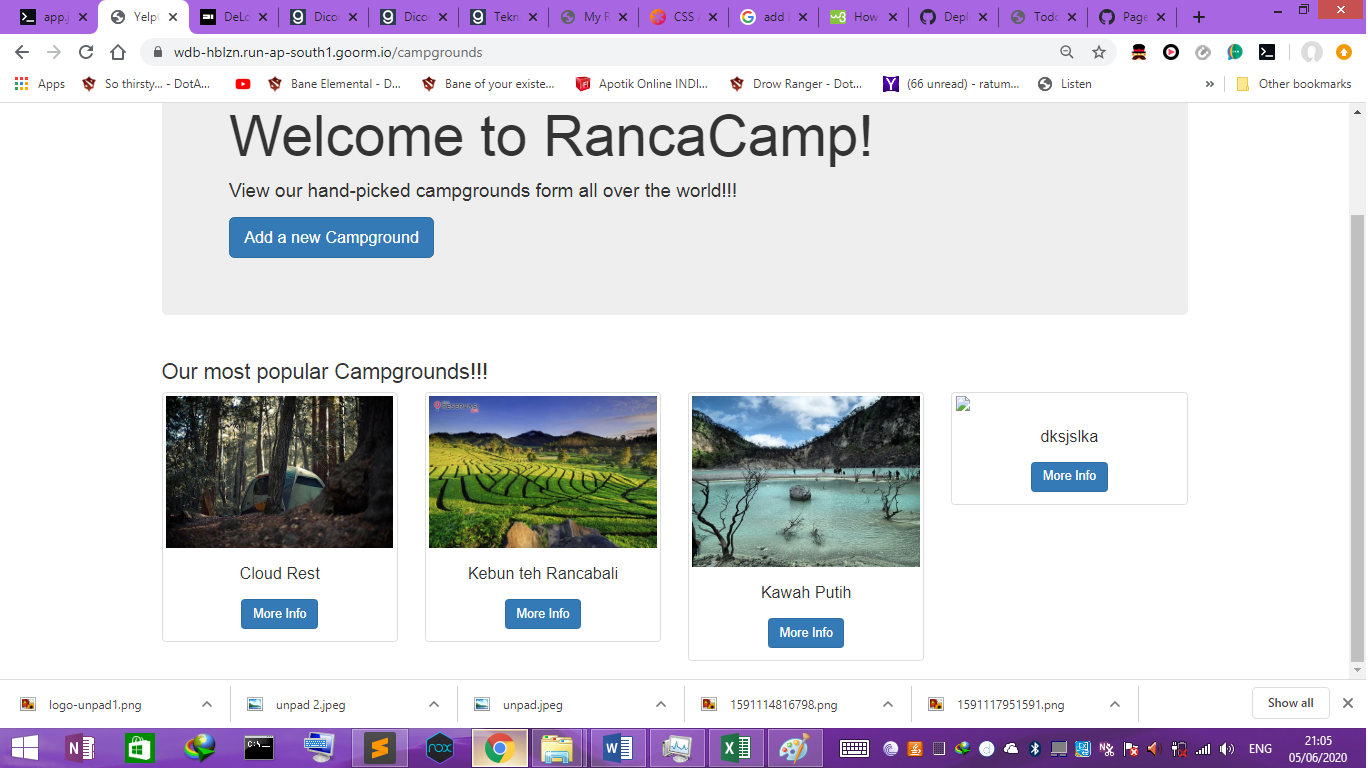 app.j
Yelp
DeLo
Dico
Dico
Tekn
My R
CSS
add
How
Depl
Todo
Page
wdb-hblzn.run-ap-south1.goorm.io/campgrounds
Apps
So thirsty... - DotA...
Bane Elemental - D...
Bane of your existe...
Apotik Online INDI...
Drow Ranger - Dot...
(66 unread) - ratum...
Listen
»
Other bookmarks
Welcome to RancaCamp!
View our hand-picked campgrounds form all over the world!!!
Add a new Campground
Our most popular Campgrounds!!!
Cloud Rest
More Info
Kebun teh Rancabali
More Info
Kawah Putih
More Info
dksjslka
More Info
logo-unpad1.png
unpad 2.jpeg
unpad.jpeg
1591114816798.png
1591117951591.png
Show all
ENG
21:05
05/06/2020